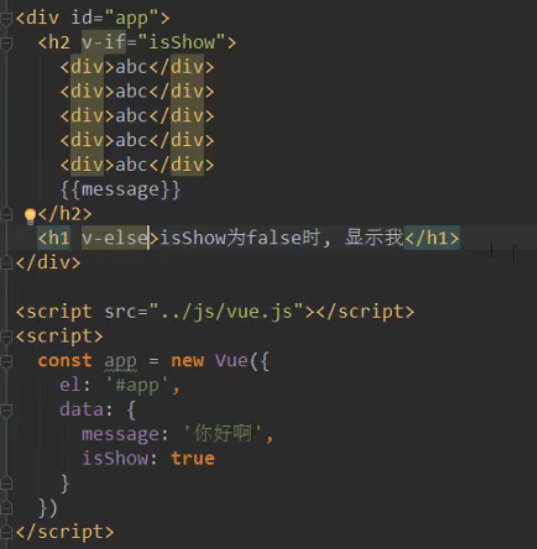 <div id="app">
<h2 v-if="isShow">
<div>abc</div>
<div>abc</div>
<div>abc</div>
<div>abc</div>
<div>abc</div>
{{message}}
</h2>
<h1 v-else>isShow为false时, 显示我</h1>
</div>
<script src="../js/vue.js"></script>
<script>
const app = new Vue({
el: '#app',
data: {
message: '你好啊',
isShow: true
}
})
</script>